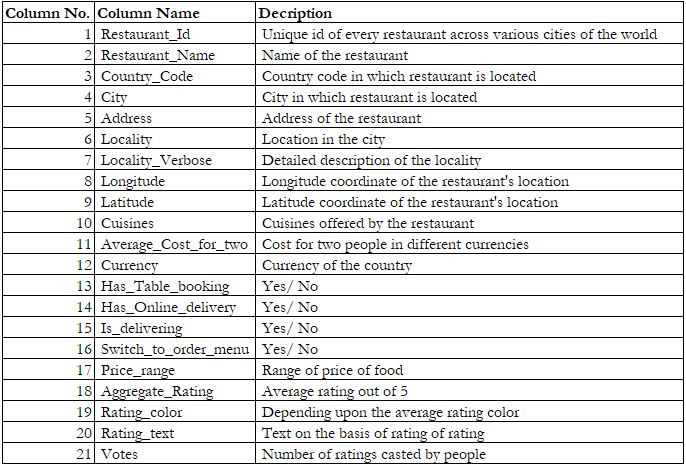 Column No. Column Name Decription
1 Restaurant_Id Unique id of every restaurant across various cities of the world
2 Restaurant_Name Name of the restaurant
3 Country_Code Country code in which restaurant is located
4 City City in which restaurant is located
5 Address Address of the restaurant
6 Locality Location in the city
7 Locality_Verbose Detailed description of the locality
8 Longitude Longitude coordinate of the restaurant's location
9 Latitude Latitude coordinate of the restaurant's location
10 Cuisines Cuisines offered by the restaurant
11 Average_Cost_for_two Cost for two people in different currencies
12 Currency Currency of the country
13 Has_Table_booking Yes/ No
14 Has_Online_delivery Yes/ No
15 Is_delivering Yes/ No
16 Switch_to_order_menu Yes/ No
17 Price_range Range of price of food
18 Aggregate_Rating Average rating out of 5
19 Rating_color Depending upon the average rating color
20 Rating_text Text on the basis of rating of rating
21 Votes Number of ratings casted by people